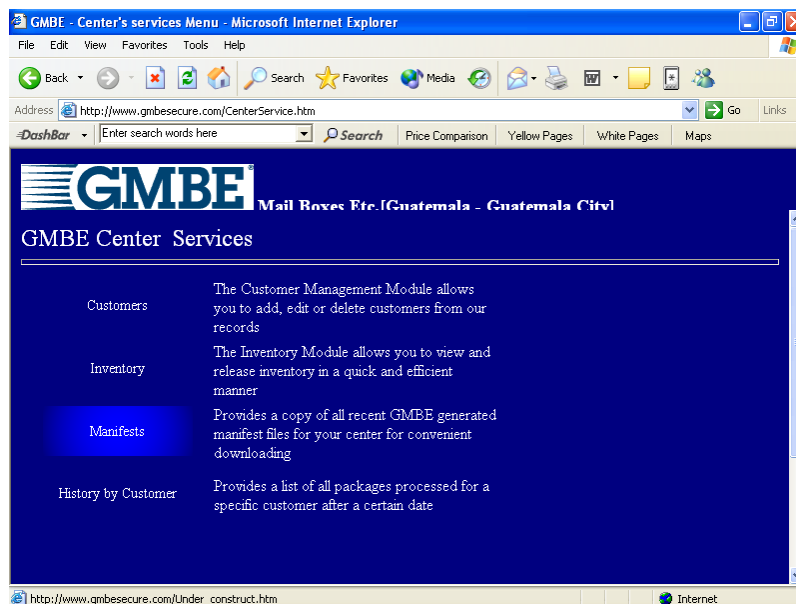 GMBE - Center's services Menu - Microsoft Internet Explorer
File Edit View Favorites Tools Help
Back Search Favorites Media
Address http://www.gmbesecure.com/CenterService.htm Go Links
DashBar Enter search words here Search Price Comparison Yellow Pages White Pages Maps
GMBE Mail Boxes Etc.[Guatemala - Guatemala City]
GMBE Center Services
Customers
The Customer Management Module allows
you to add, edit or delete customers from our
records
Inventory
The Inventory Module allows you to view and
release inventory in a quick and efficient
manner
Manifests
Provides a copy of all recent GMBE generated
manifest files for your center for convenient
downloading
History by Customer
Provides a list of all packages processed for a
specific customer after a certain date
http://www.gmbesecure.com/Under_construct.htm Internet